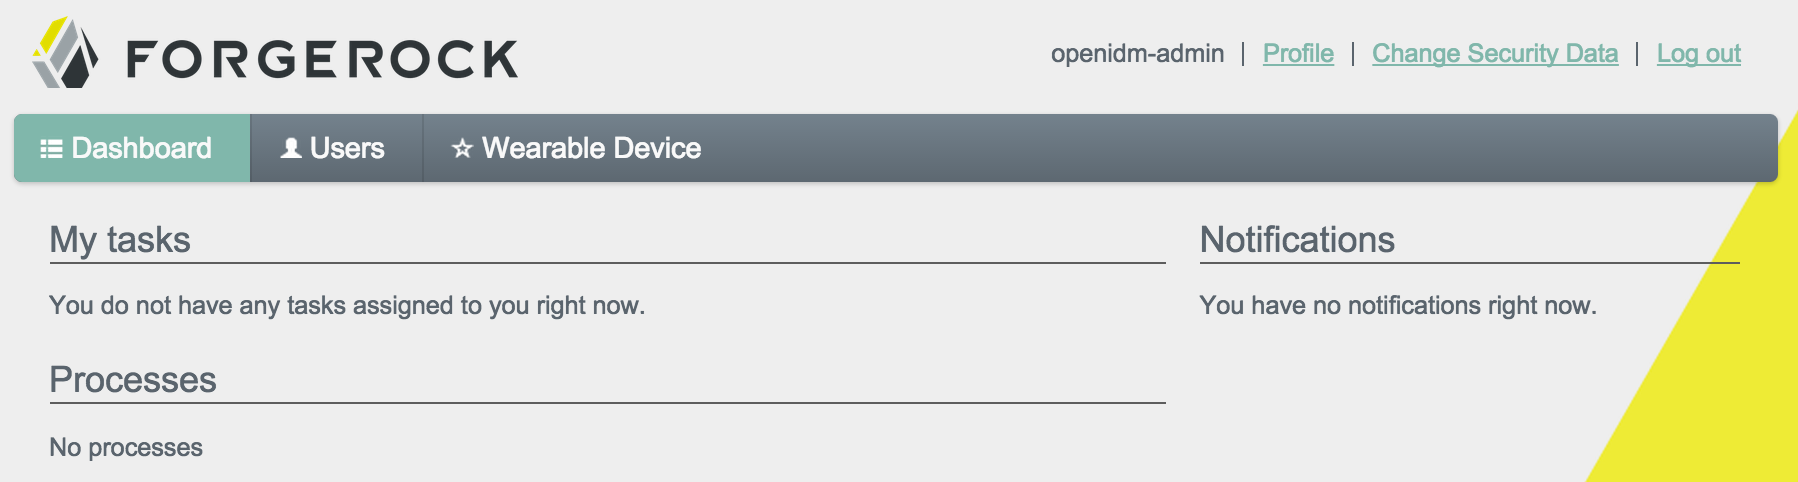 FORGEROCK
openidm-admin | Profile | Change Security Data | Log out
Dashboard Users Wearable Device
My tasks
You do not have any tasks assigned to you right now.
Processes
No processes
Notifications
You have no notifications right now.